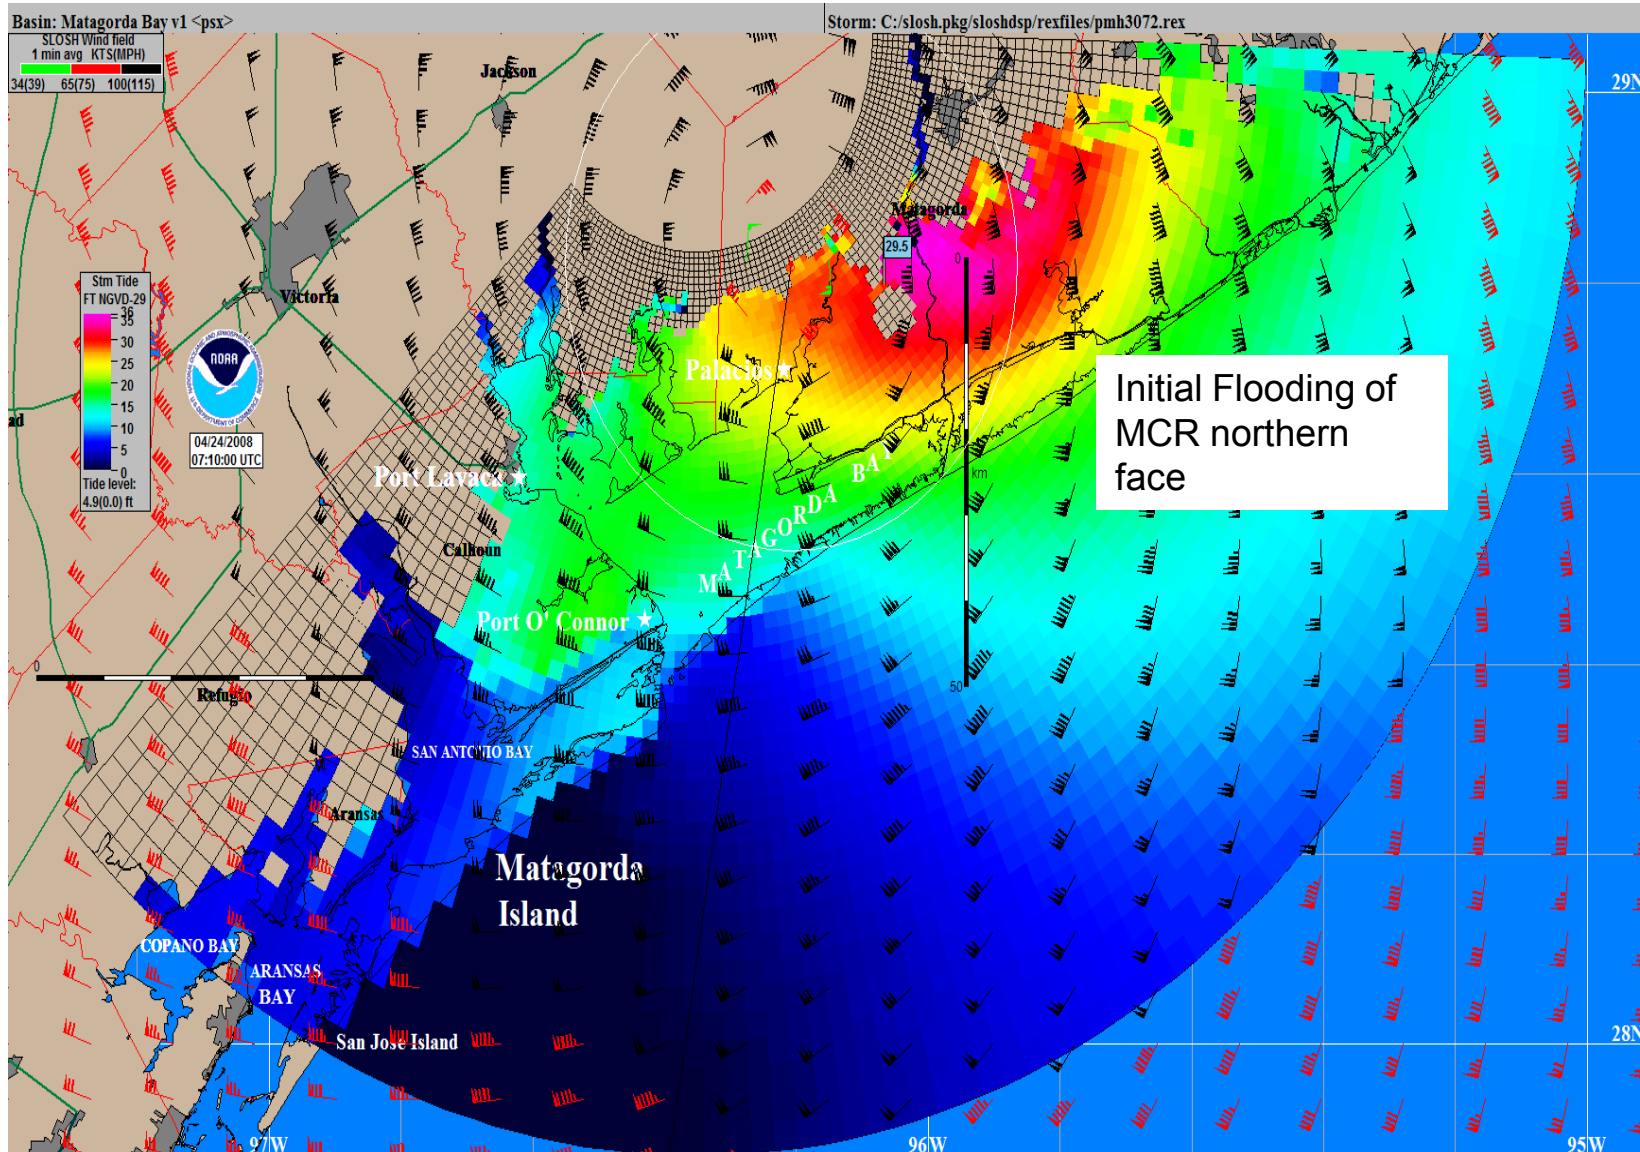 Basin: Matagorda Bay v1 <psx>
Storm: C:/slosh.pkg/sloshdsp/rexfiles/pmh3072.rex
SLOSH Wind field
1 min avg KTS(MPH)
34(39) 65(75) 100(115)
Jackson
29N
Matagorda
29.5
0
Stm Tide
FT NGVD-29
36
35
30
25
20
15
10
5
0
Tide level:
4.9(0.0) ft
Victoria
NOAA
04/24/2008
07:10:00 UTC
ad
Palacios
Initial Flooding of
MCR northern
face
Port Lavaca
km
MATAGORDA BAY
Calhoun
Port O' Connor
0
50
Refugio
SAN ANTONIO BAY
Aransas
Matagorda
Island
COPANO BAY
ARANSAS
BAY
San Jose Island
28N
97W
96W
95W